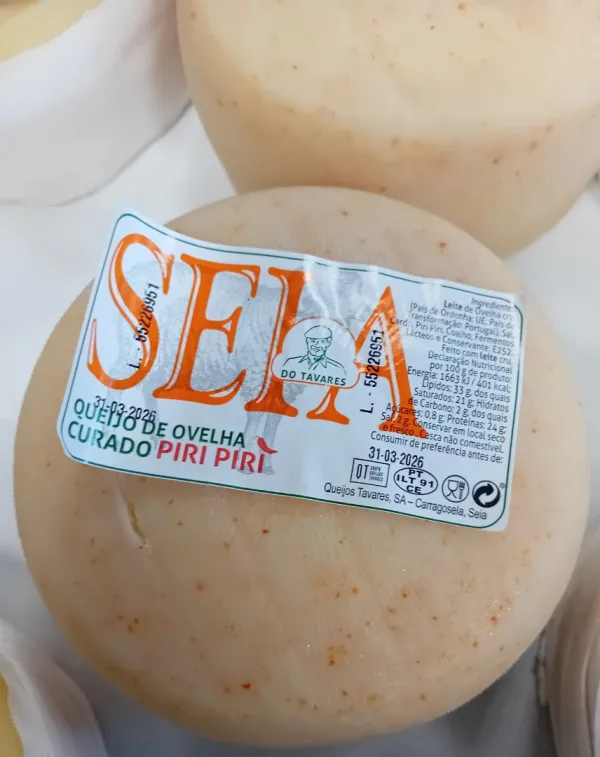 SEIA
DO TAVARES
L. - 55226951
31-03-2026
QUEIJO DE OVELHA
CURADO PIRI PIRÌ
L. - 55226951
Ingredientes
Leite de Ovelha cru
(País de Ordenha: UE; País de
Transformação: Portugal), Sal,
Piri Piri, Coalho, Fermentos
Lácteos e Conservante: E252.
Feito com leite cru.
Declaração Nutricional
por 100 g de produto:
Energia: 1663 kJ / 401 kcal;
Lípidos: 33 g, dos quais
Saturados: 21 g; Hidratos
de Carbono: 2 g, dos quais
Açúcares: 0,8 g; Proteínas: 24 g;
Sal: 2 g. Conservar em local seco
e fresco. Casca não comestível.
Consumir de preferência antes de:
31-03-2026
01
PT
ILT 91
CE
Queijos Tavares, SA – Carragosela, Seia